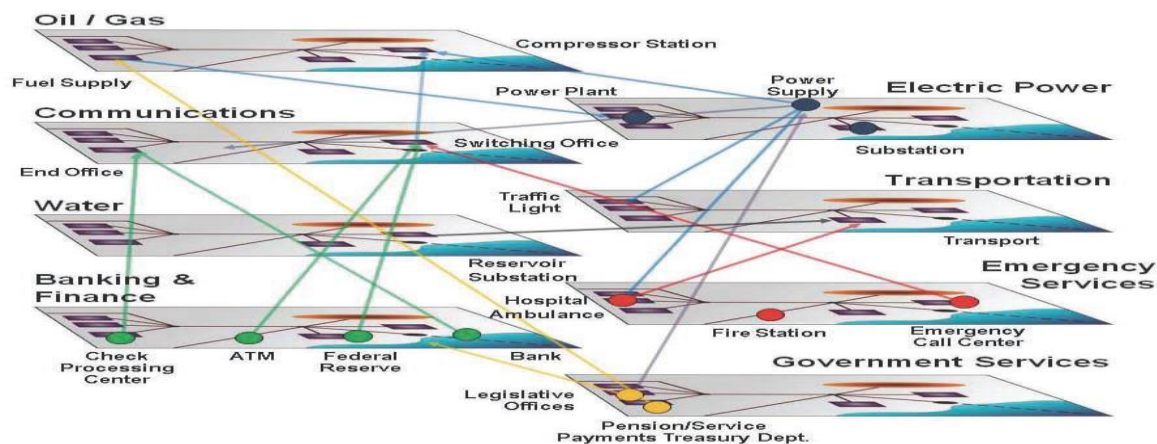 Oil / Gas
Compressor Station
Fuel Supply
Power Plant
Power
Supply
Electric Power
Communications
Switching Office
Substation
End Office
Traffic
Light
Transportation
Water
Transport
Reservoir
Substation
Emergency
Services
Banking &
Finance
Hospital
Ambulance
Fire Station
Emergency
Call Center
Check
Processing
Center
ATM
Federal
Reserve
Bank
Government Services
Legislative
Offices
Pension/Service
Payments Treasury Dept.